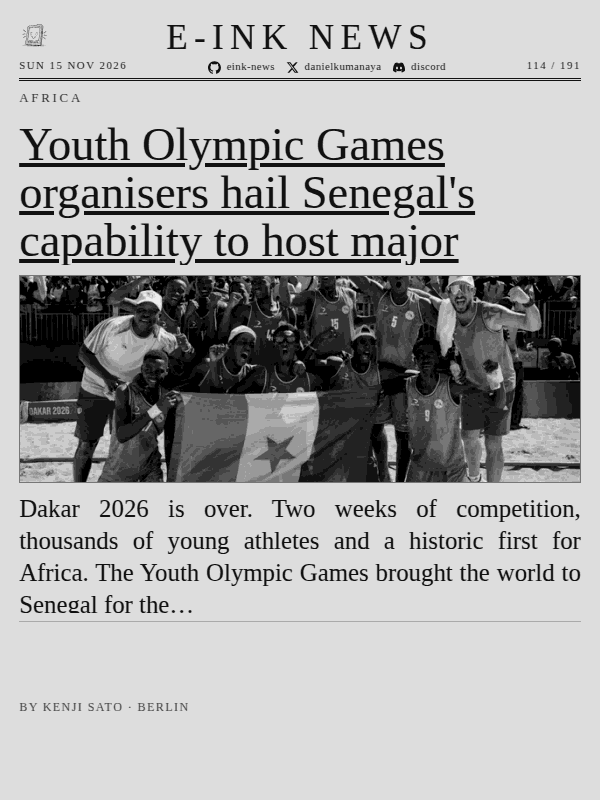 E-INK NEWS
SUN 15 NOV 2026
eink-news danielkumanaya discord
114 / 191
AFRICA
Youth Olympic Games
organisers hail Senegal's
capability to host major
15
5
9
DAKAR 2026
Dakar 2026 is over. Two weeks of competition,
thousands of young athletes and a historic first for
Africa. The Youth Olympic Games brought the world to
Senegal for the…
BY KENJI SATO · BERLIN